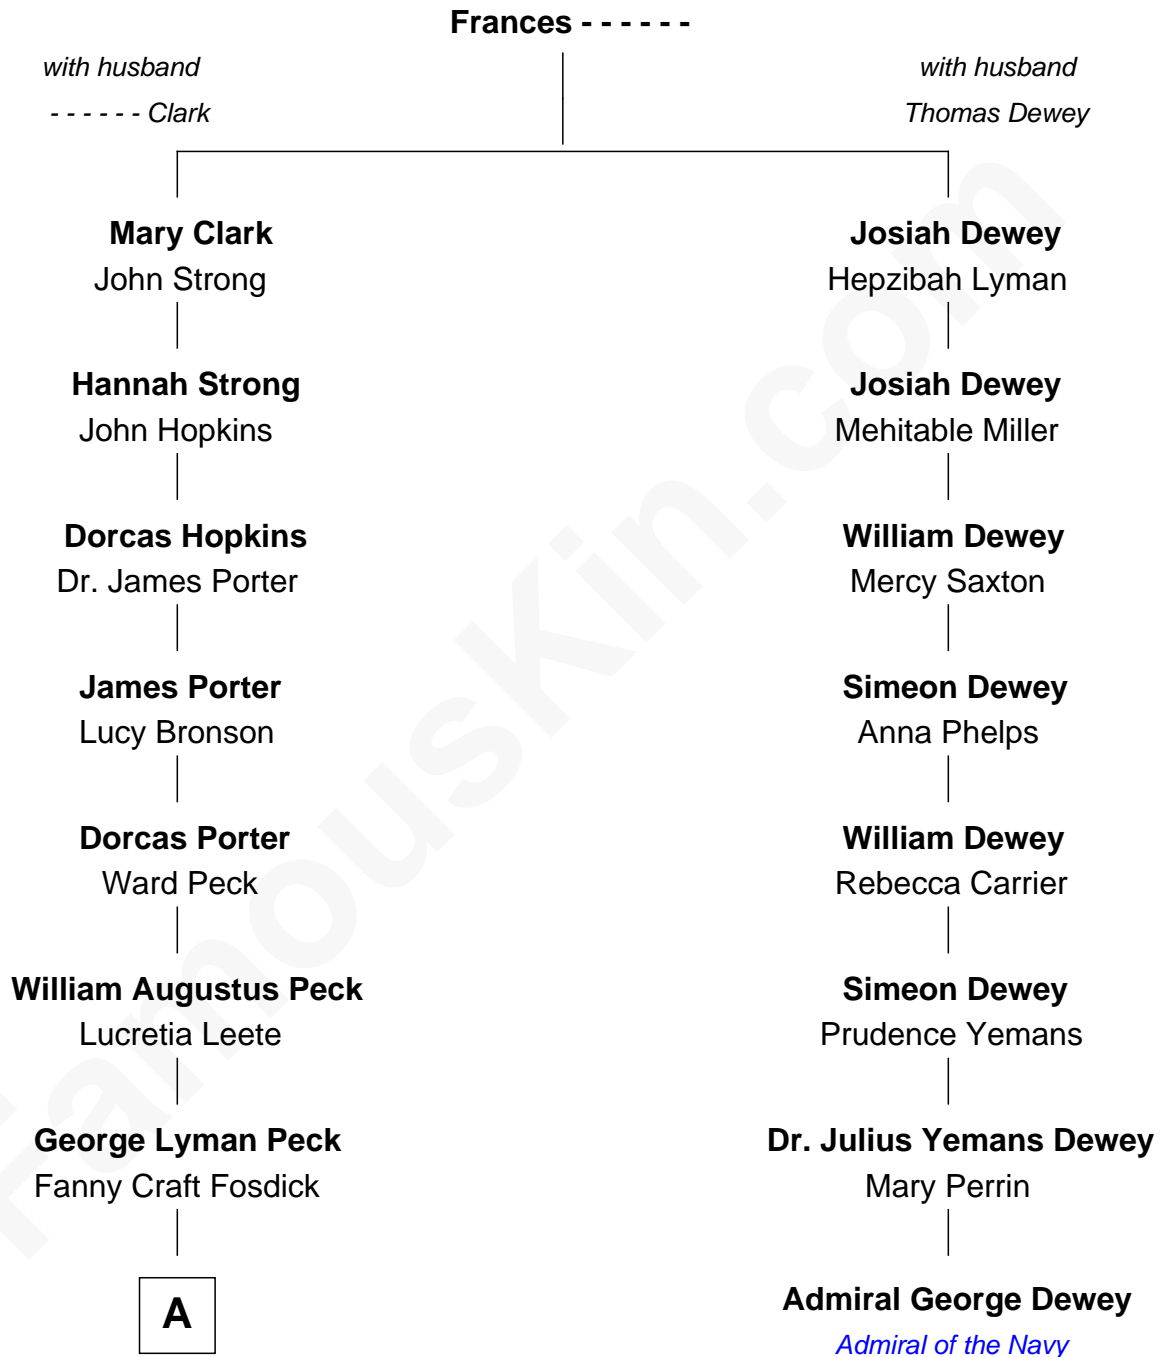 Frances - - - - - -
with husband
- - - - - - Clark
with husband
Thomas Dewey
Mary Clark
John Strong
Josiah Dewey
Hepzibah Lyman
Hannah Strong
John Hopkins
Josiah Dewey
Mehitable Miller
Dorcas Hopkins
Dr. James Porter
William Dewey
Mercy Saxton
James Porter
Lucy Bronson
Simeon Dewey
Anna Phelps
Dorcas Porter
Ward Peck
William Dewey
Rebecca Carrier
William Augustus Peck
Lucretia Leete
Simeon Dewey
Prudence Yemans
George Lyman Peck
Fanny Craft Fosdick
Dr. Julius Yemans Dewey
Mary Perrin
A
Admiral George Dewey
Admiral of the Navy
FamousKin.com